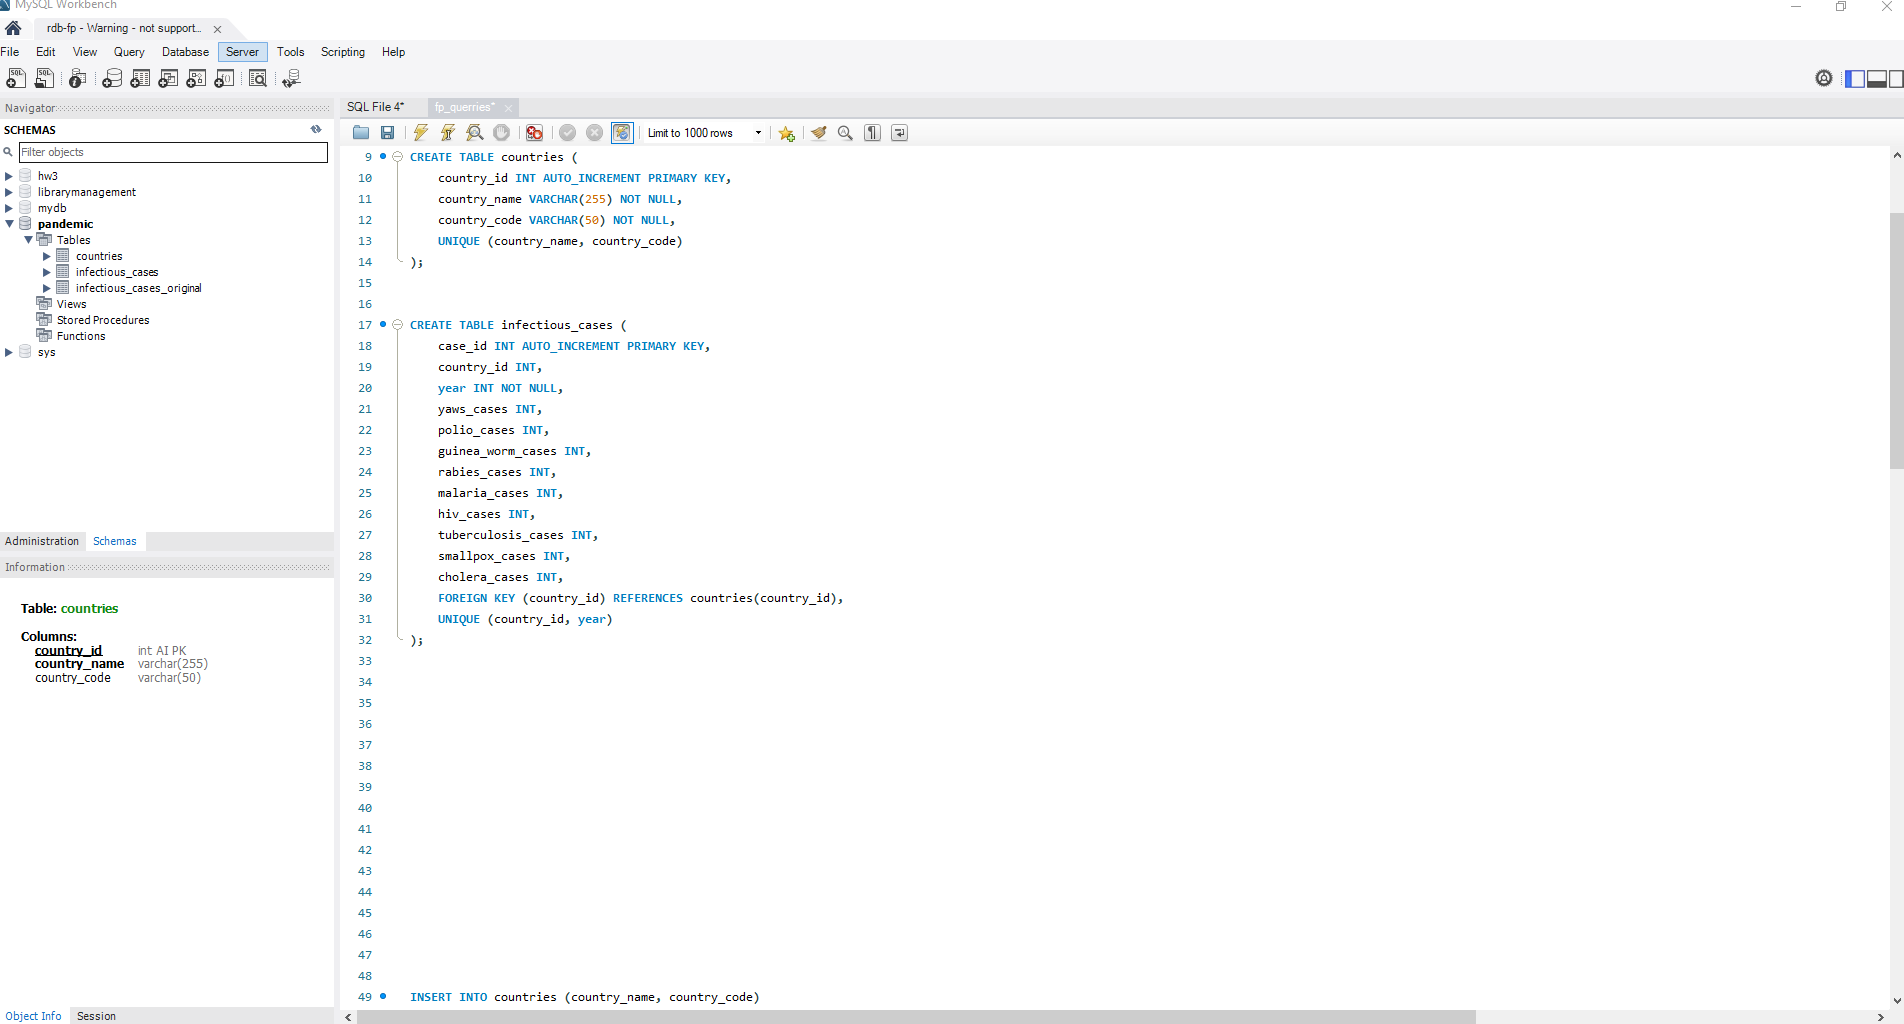 MySQL Workbench
rdb-fp - Warning - not support...
File Edit View Query Database Server Tools Scripting Help
Navigator
SCHEMAS
Filter objects
hw3
librarymanagement
mydb
pandemic
Tables
countries
infectious_cases
infectious_cases_original
Views
Stored Procedures
Functions
sys
Administration Schemas
Information
Table: countries
Columns:
country_id int AI PK
country_name varchar(255)
country_code varchar(50)
Object Info Session
SQL File 4* fp_querries*
Limit to 1000 rows
9 CREATE TABLE countries (
10 country_id INT AUTO_INCREMENT PRIMARY KEY,
11 country_name VARCHAR(255) NOT NULL,
12 country_code VARCHAR(50) NOT NULL,
13 UNIQUE (country_name, country_code)
14 );
15
16
17 CREATE TABLE infectious_cases (
18 case_id INT AUTO_INCREMENT PRIMARY KEY,
19 country_id INT,
20 year INT NOT NULL,
21 yaws_cases INT,
22 polio_cases INT,
23 guinea_worm_cases INT,
24 rabies_cases INT,
25 malaria_cases INT,
26 hiv_cases INT,
27 tuberculosis_cases INT,
28 smallpox_cases INT,
29 cholera_cases INT,
30 FOREIGN KEY (country_id) REFERENCES countries(country_id),
31 UNIQUE (country_id, year)
32 );
33
34
35
36
37
38
39
40
41
42
43
44
45
46
47
48
49 INSERT INTO countries (country_name, country_code)